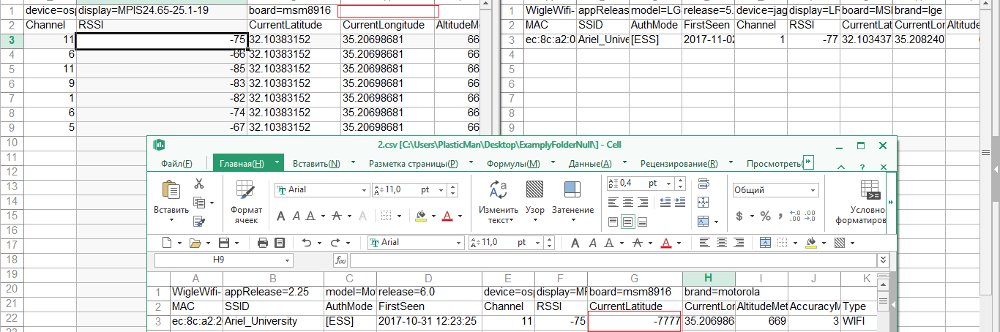 1 device=osp display=MPIS24.65-25.1-19 board=msm8916
2 Channel RSSI CurrentLatitude CurrentLongitude AltitudeMe
3 11 -75 32.10383152 35.20698681 66
4 6 -66 32.10383152 35.20698681 66
5 11 -85 32.10383152 35.20698681 66
6 9 -83 32.10383152 35.20698681 66
7 1 -82 32.10383152 35.20698681 66
8 6 -74 32.10383152 35.20698681 66
9 5 -67 32.10383152 35.20698681 66
10
11
12
13
14
15
16
17
18
19
20
21
22
23
1 WigleWifi- appReleas model=LG release=5. device=jag display=LR board=MSI brand=lge
2 MAC SSID AuthMode FirstSeen Channel RSSI CurrentLat CurrentLon Altitude
3 ec:8c:a2:0 Ariel_Unive [ESS] 2017-11-02 1 -77 32.103437 35.208240
4
5
6
7
8
9
2.csv [C:\Users\PlasticMan\Desktop\ExamplyFolderNull\] - Cell
Файл(F) Главная(H) Вставить(N) Разметка страницы(P) Формулы(M) Данные(A) Рецензирование(R) Просмотреть(
Arial 11,0 pt 0,4 pt Общий
Вставить Формат ячеек Изменить текст Узор Затенение Условно форматиров
Arial 11,0 pt
H9
A B C D E F G H I J K
1 WigleWifi- appRelease=2.25 model=Mot release=6.0 device=osp display=MF board=msm8916 brand=motorola
2 MAC SSID AuthMode FirstSeen Channel RSSI CurrentLatitude CurrentLon AltitudeMet AccuracyM Type
3 ec:8c:a2:20 Ariel_University [ESS] 2017-10-31 12:23:25 11 -75 -7777 35.206986 669 3 WIFI